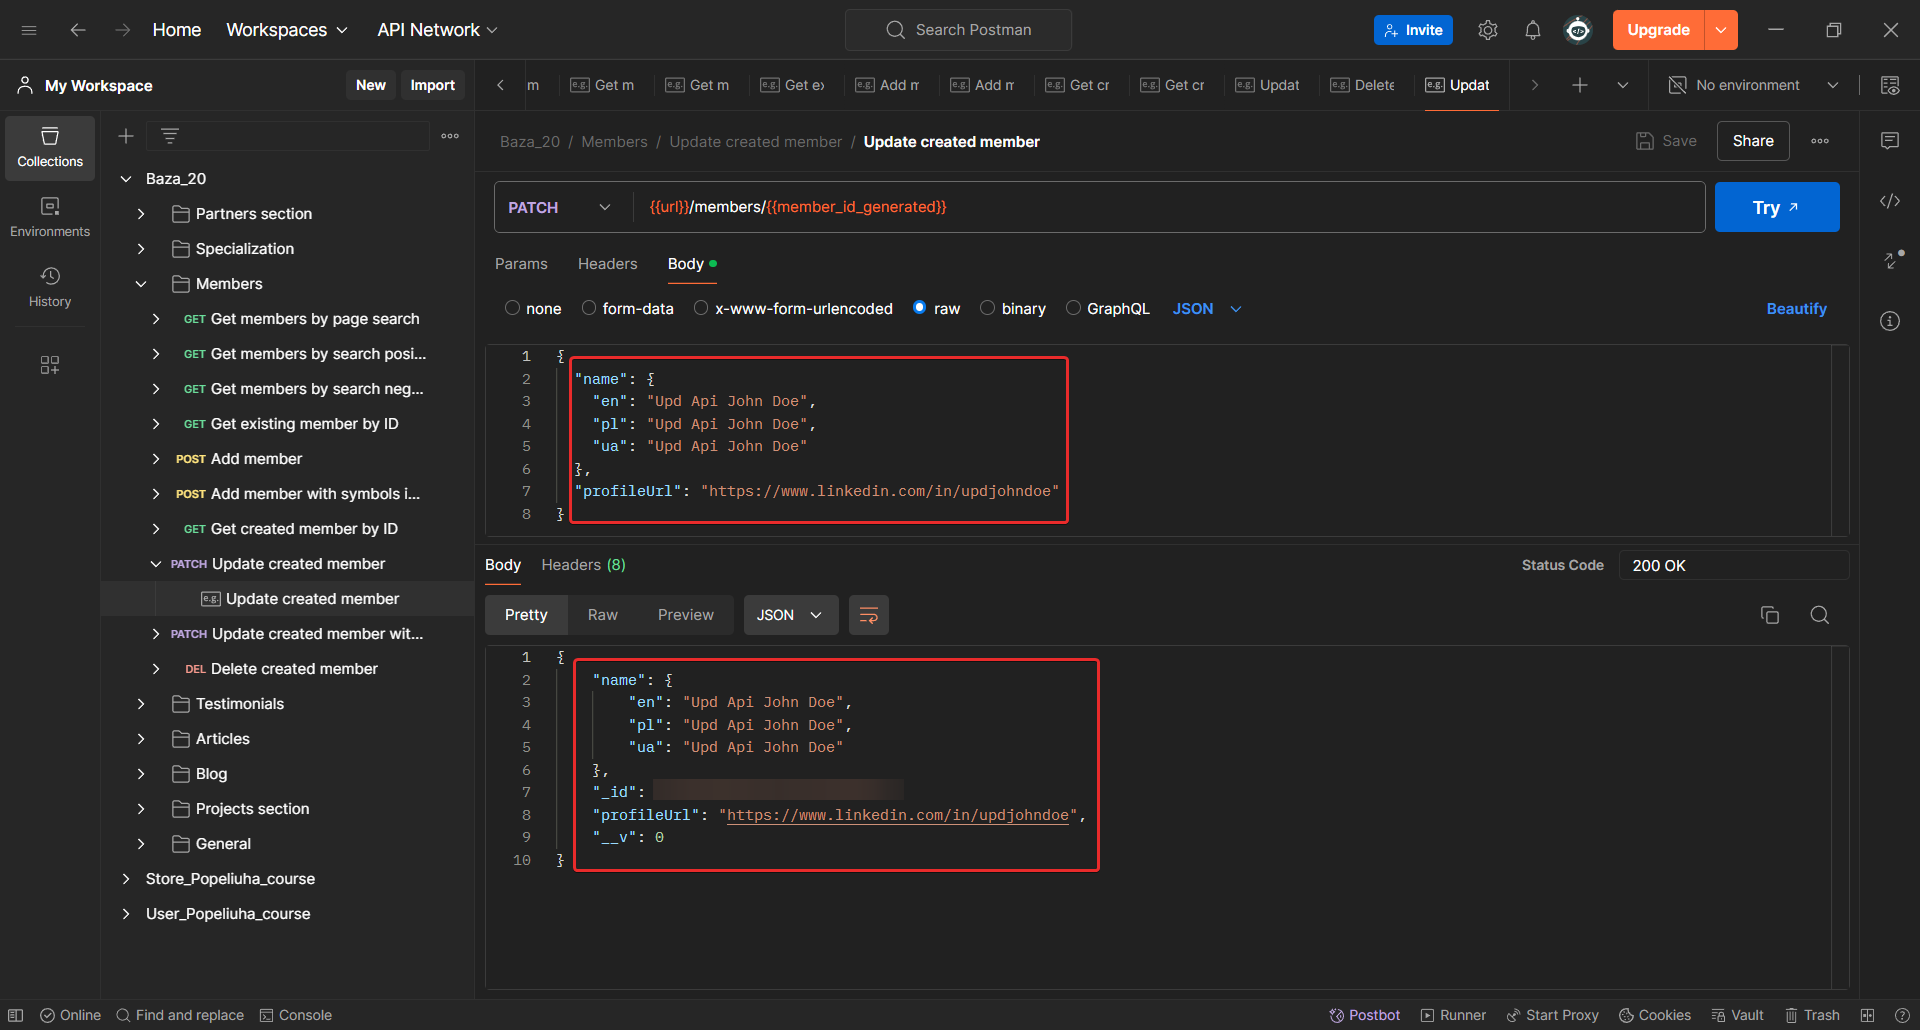 Home Workspaces API Network Search Postman Invite Upgrade
My Workspace New Import
m Get m Get m Get ex Add m Add m Get cr Get cr Updat Delete Updat No environment
Collections
Environments
History
Baza_20
Partners section
Specialization
Members
GET Get members by page search
GET Get members by search posi...
GET Get members by search neg...
GET Get existing member by ID
POST Add member
POST Add member with symbols i...
GET Get created member by ID
PATCH Update created member
e.g. Update created member
PATCH Update created member wit...
DEL Delete created member
Testimonials
Articles
Blog
Projects section
General
Store_Popeliuha_course
User_Popeliuha_course
Baza_20 / Members / Update created member / Update created member Save Share
PATCH {{url}}/members/{{member_id_generated}} Try
Params Headers Body
none form-data x-www-form-urlencoded raw binary GraphQL JSON Beautify
1 {
2 "name": {
3 "en": "Upd Api John Doe",
4 "pl": "Upd Api John Doe",
5 "ua": "Upd Api John Doe"
6 },
7 "profileUrl": "https://www.linkedin.com/in/updjohndoe"
8 }
Body Headers (8) Status Code 200 OK
Pretty Raw Preview JSON
1 {
2 "name": {
3 "en": "Upd Api John Doe",
4 "pl": "Upd Api John Doe",
5 "ua": "Upd Api John Doe"
6 },
7 "_id":
8 "profileUrl": "https://www.linkedin.com/in/updjohndoe",
9 "__v": 0
10 }
Online Find and replace Console Postbot Runner Start Proxy Cookies Vault Trash